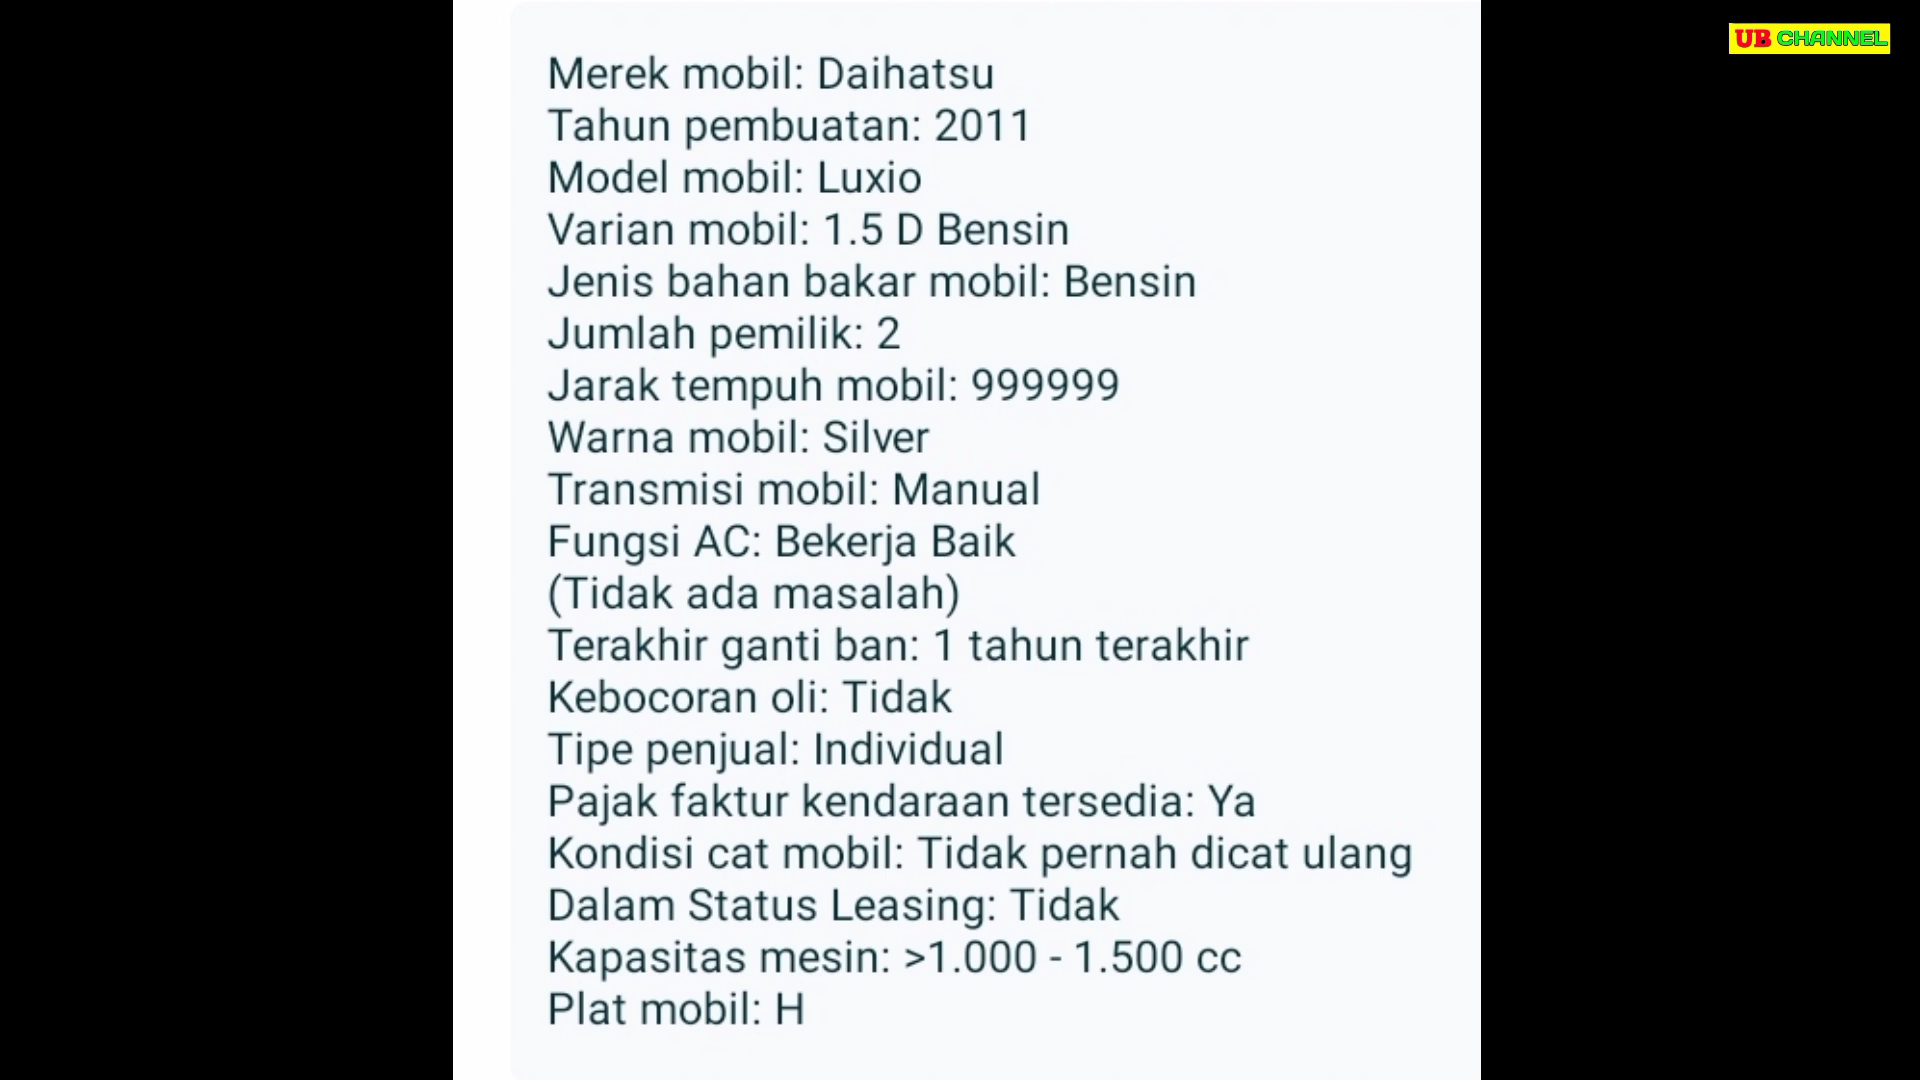 UB CHANNEL
Merek mobil: Daihatsu
Tahun pembuatan: 2011
Model mobil: Luxio
Varian mobil: 1.5 D Bensin
Jenis bahan bakar mobil: Bensin
Jumlah pemilik: 2
Jarak tempuh mobil: 999999
Warna mobil: Silver
Transmisi mobil: Manual
Fungsi AC: Bekerja Baik
(Tidak ada masalah)
Terakhir ganti ban: 1 tahun terakhir
Kebocoran oli: Tidak
Tipe penjual: Individual
Pajak faktur kendaraan tersedia: Ya
Kondisi cat mobil: Tidak pernah dicat ulang
Dalam Status Leasing: Tidak
Kapasitas mesin: >1.000 - 1.500 cc
Plat mobil: H